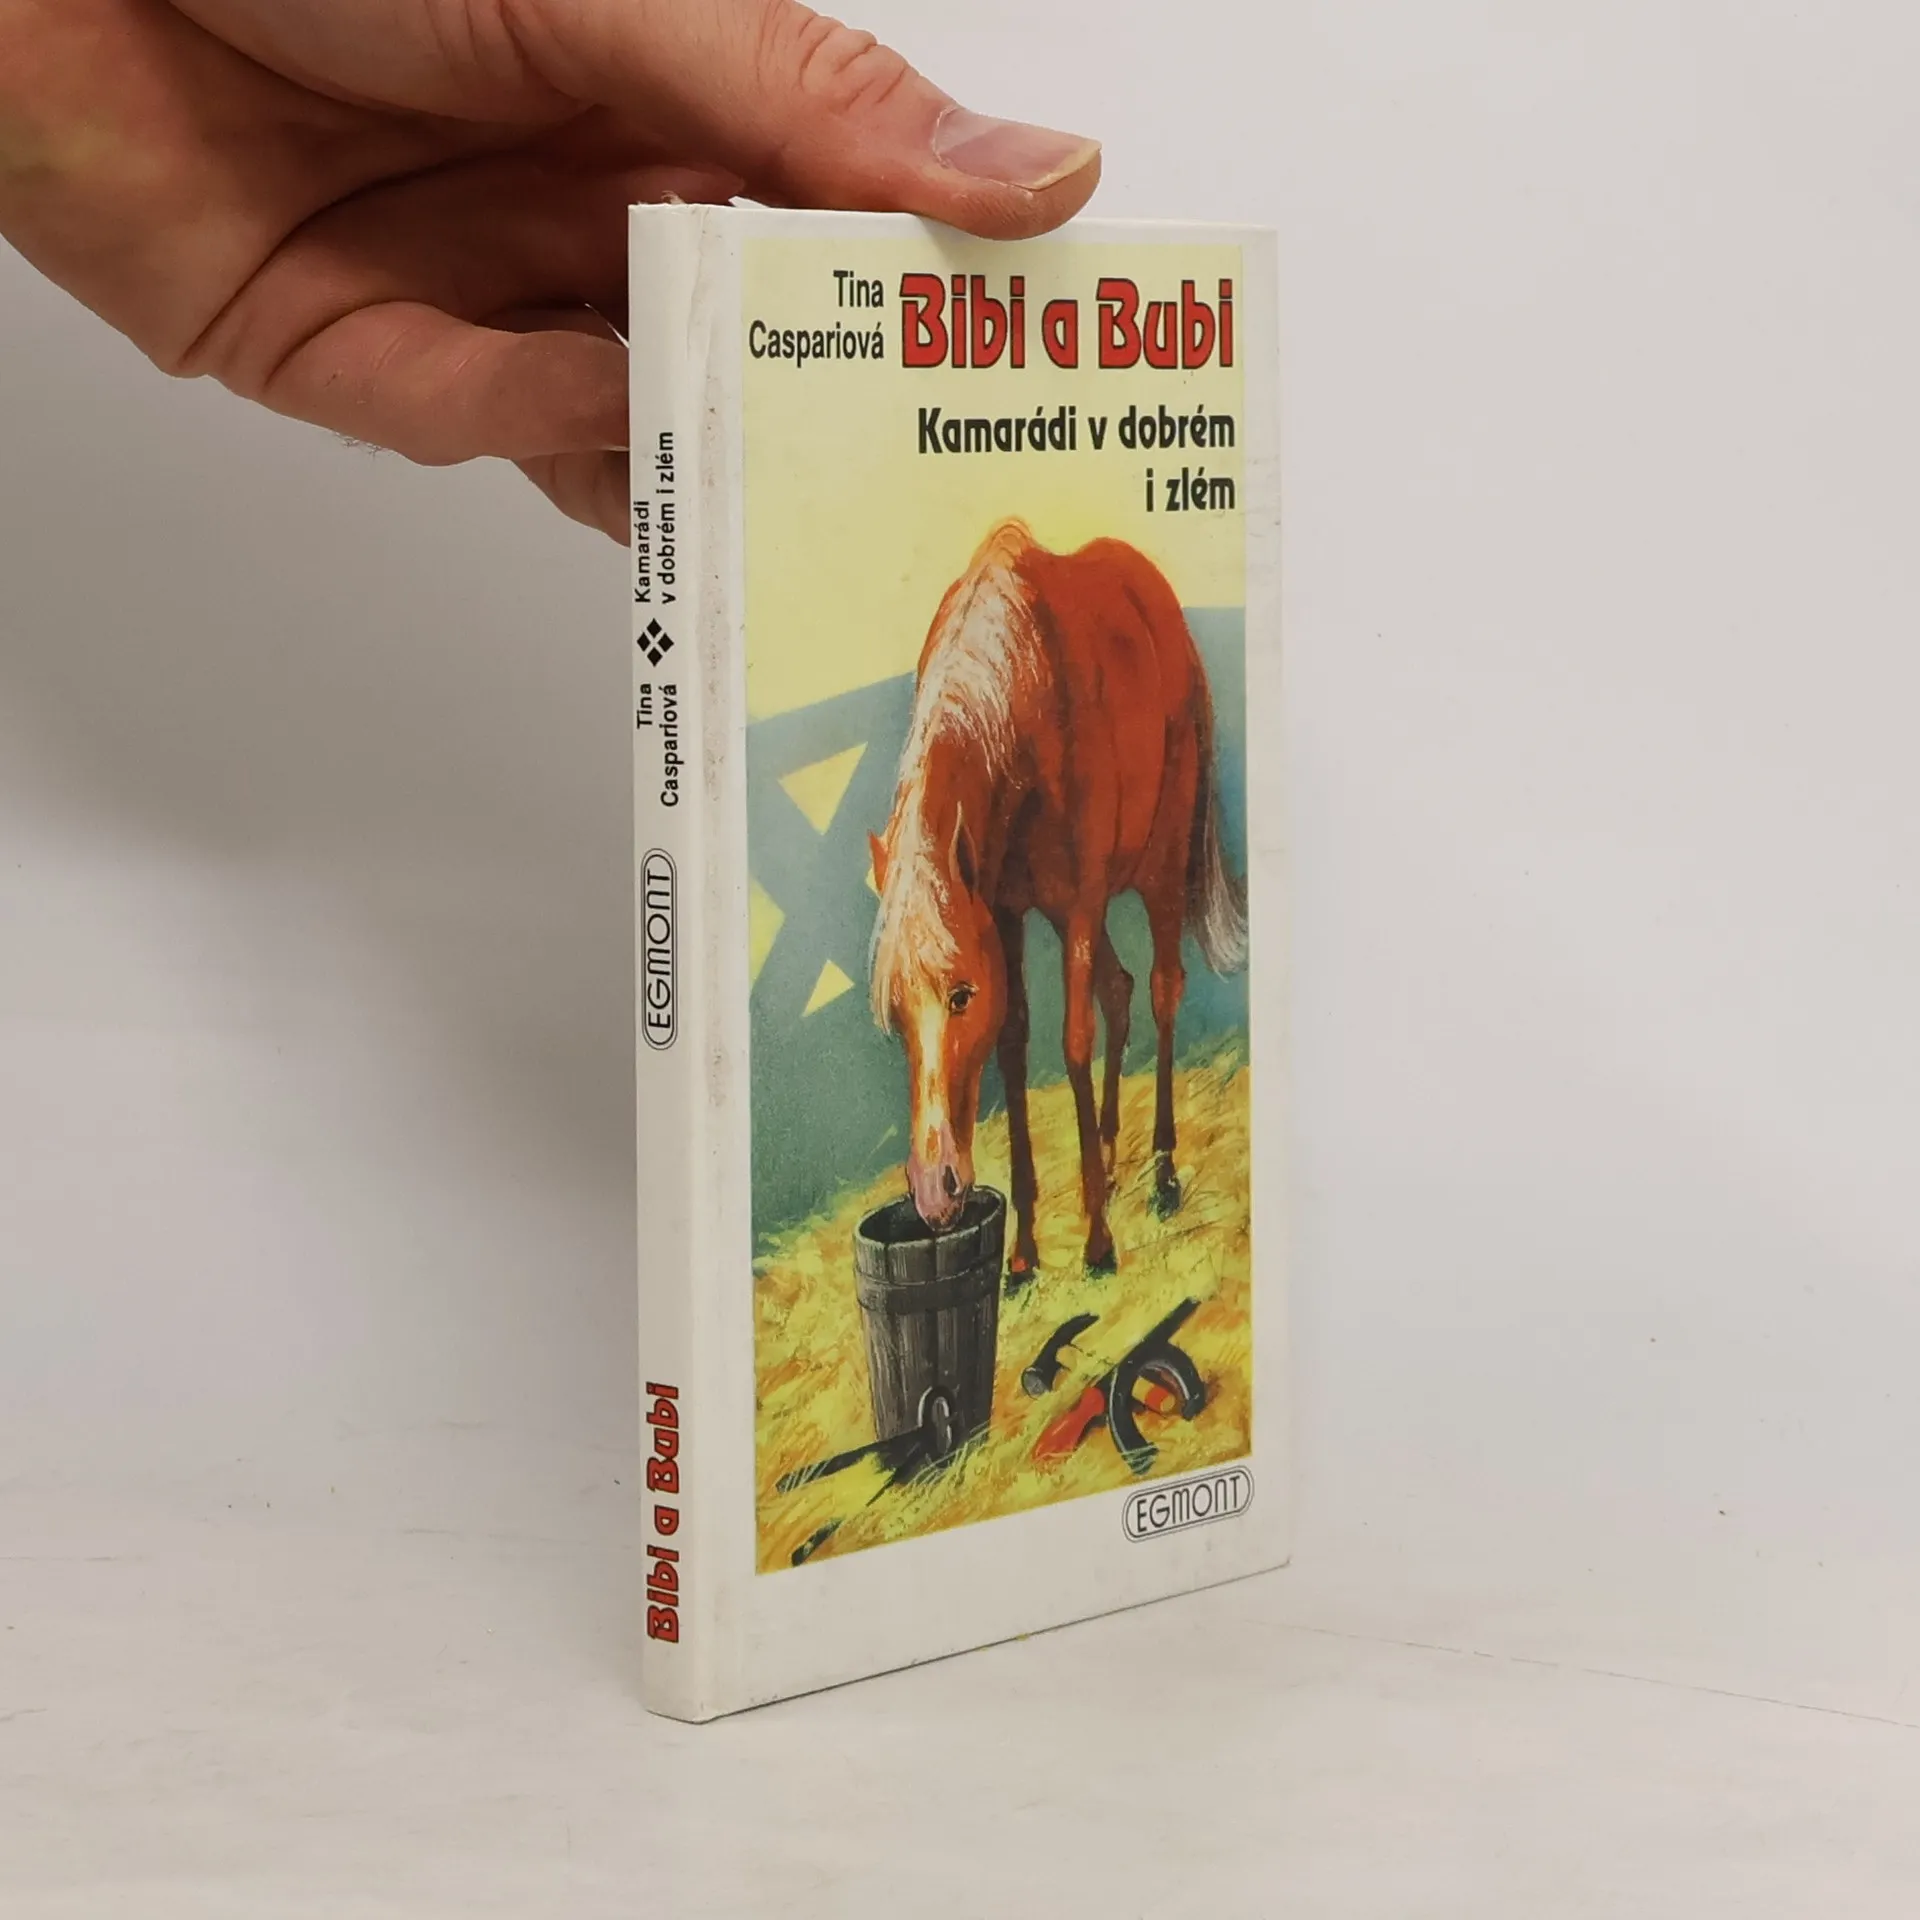 Tina
Caspariová
Bibi a Bubi
Kamarádi v dobrém
i zlém
EGMONT
Kamarádi
v dobrém i zlém
Tina
Caspariová
EGMONT
Bibi a Bubi